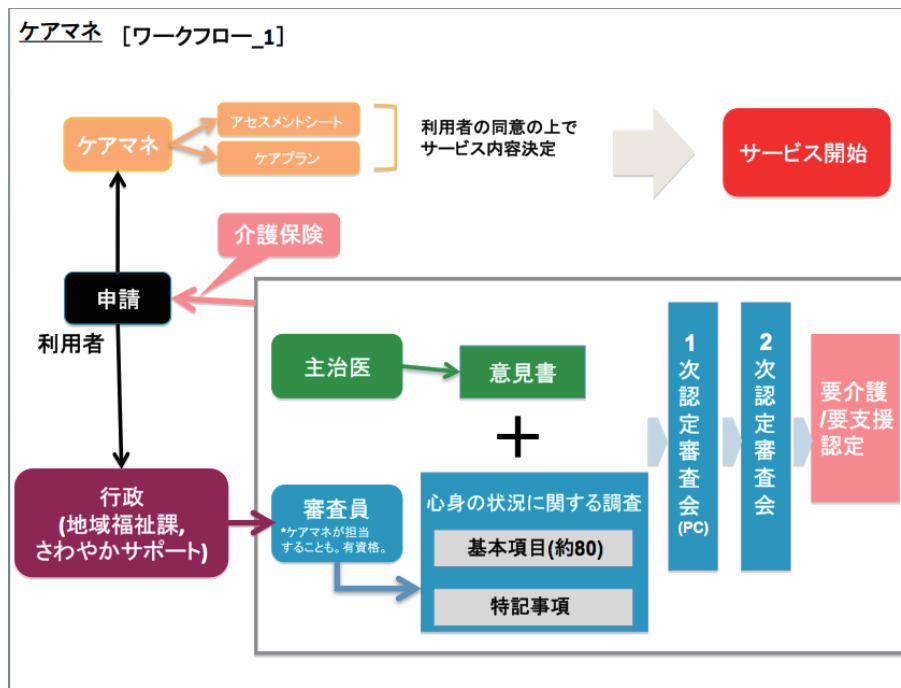 ケアマネ [ワークフロー_1]
ケアマネ
アセスメントシート
ケアプラン
利用者の同意の上で
サービス内容決定
サービス開始
介護保険
申請
利用者
主治医
意見書
+
行政
(地域福祉課,
さわやかサポート)
審査員
*ケアマネが担当
することも。有資格。
心身の状況に関する調査
基本項目(約80)
特記事項
1次認定審査会
(PC)
2次認定審査会
要介護
/要支援
認定